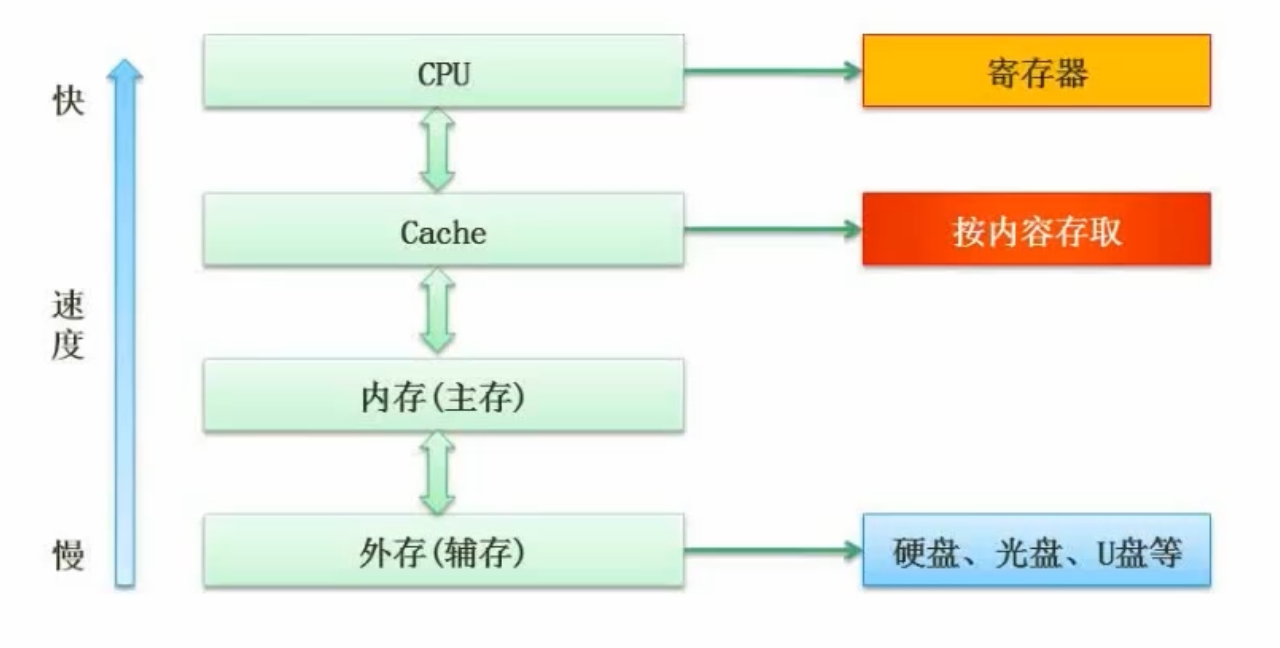 快
CPU
寄存器
Cache
按内容存取
速
度
内存(主存)
慢
外存(辅存)
硬盘、光盘、U盘等